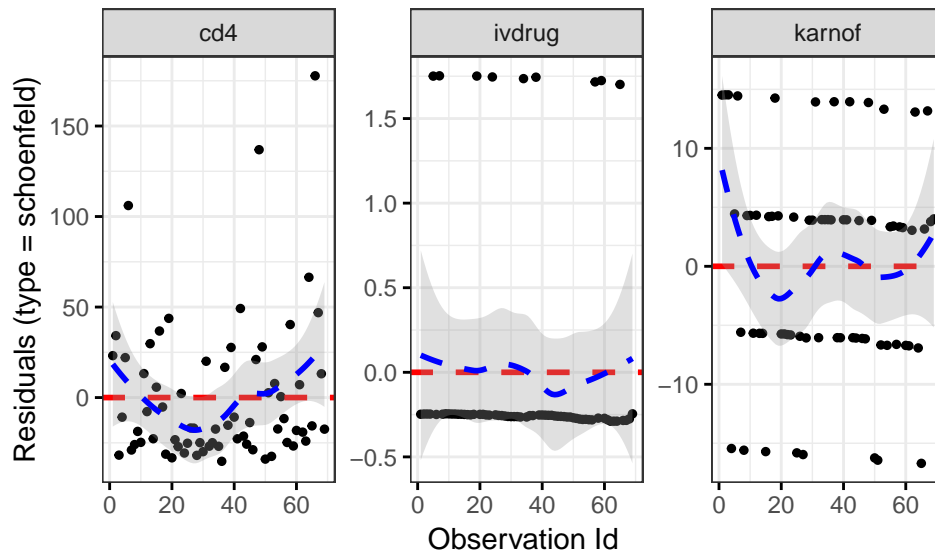 cd4
ivdrug
karnof
Residuals (type = schoenfeld)
150
100
50
0
1.5
1.0
0.5
0.0
−0.5
10
0
−10
0 20 40 60
0 20 40 60
0 20 40 60
Observation Id